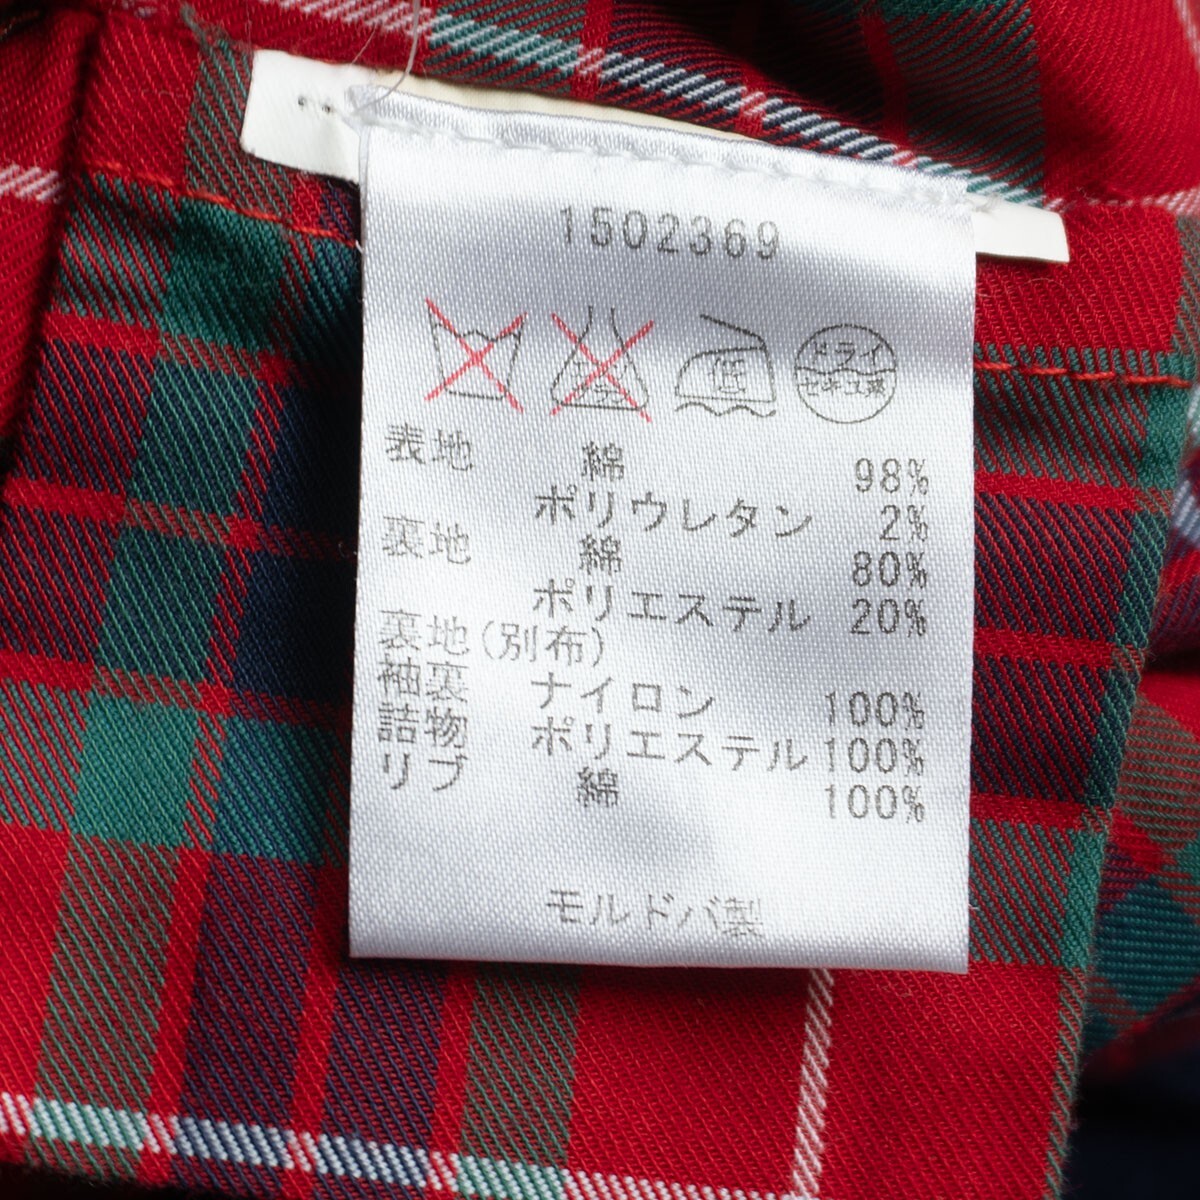 1502369
低
ドライ
セキユ系
表地 綿 98%
ポリウレタン 2%
裏地 綿 80%
ポリエステル 20%
裏地(別布)
袖裏 ナイロン 100%
詰物 ポリエステル 100%
リブ 綿 100%
モルドバ製